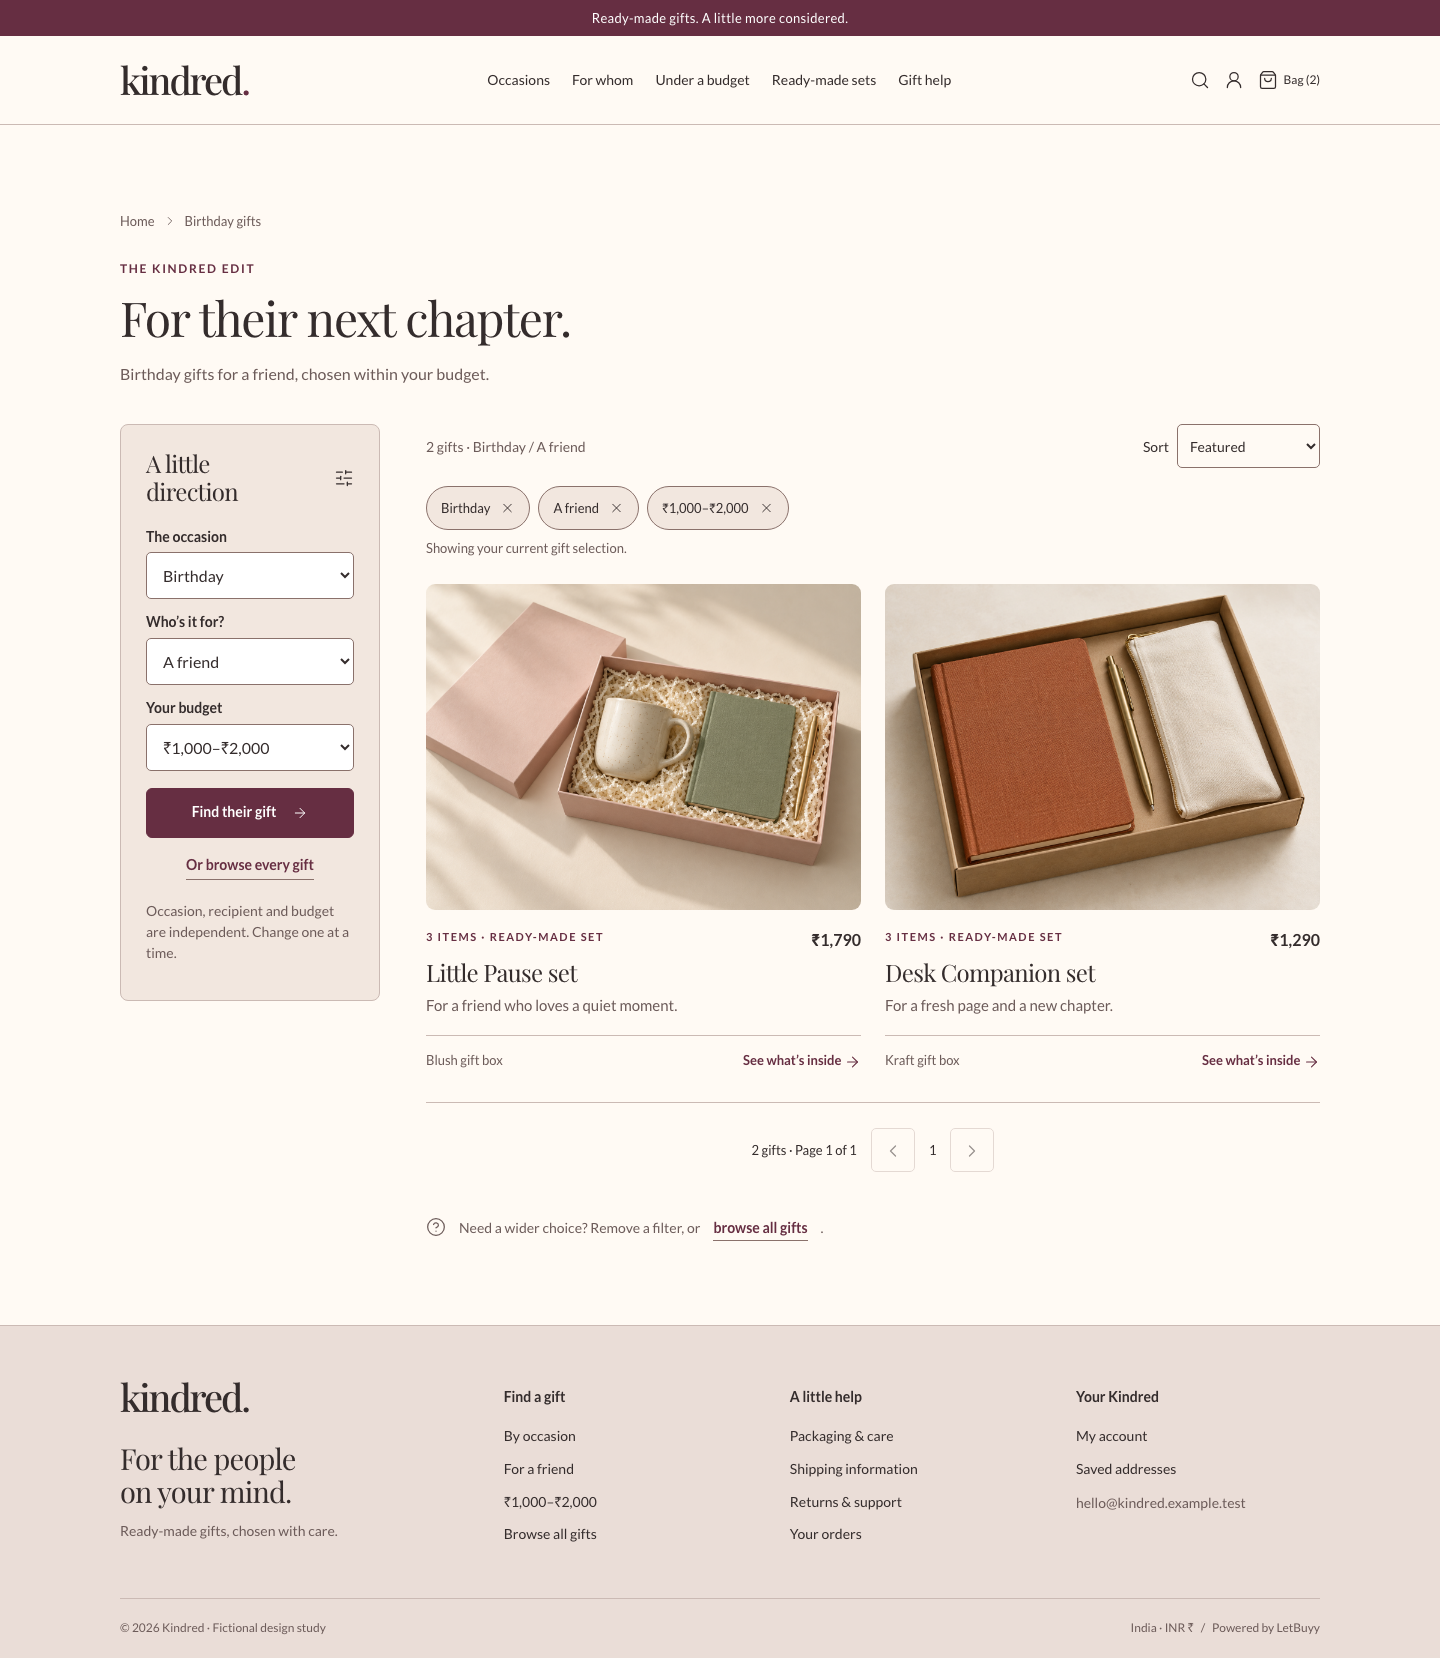 Ready-made gifts. A little more considered.
kindred.
Occasions
For whom
Under a budget
Ready-made sets
Gift help
Bag (2)
Home
Birthday gifts
THE KINDRED EDIT
For their next chapter.
Birthday gifts for a friend, chosen within your budget.
A little
direction
The occasion
Birthday
Who's it for?
A friend
Your budget
₹1,000–₹2,000
Find their gift
Or browse every gift
Occasion, recipient and budget
are independent. Change one at a
time.
2 gifts · Birthday / A friend
Sort
Featured
Birthday
A friend
₹1,000–₹2,000
Showing your current gift selection.
3 ITEMS · READY-MADE SET
₹1,790
Little Pause set
For a friend who loves a quiet moment.
Blush gift box
See what's inside
3 ITEMS · READY-MADE SET
₹1,290
Desk Companion set
For a fresh page and a new chapter.
Kraft gift box
See what's inside
2 gifts · Page 1 of 1
1
Need a wider choice? Remove a filter, or browse all gifts .
kindred.
For the people
on your mind.
Ready-made gifts, chosen with care.
Find a gift
By occasion
For a friend
₹1,000–₹2,000
Browse all gifts
A little help
Packaging & care
Shipping information
Returns & support
Your orders
Your Kindred
My account
Saved addresses
hello@kindred.example.test
© 2026 Kindred · Fictional design study
India · INR ₹ / Powered by LetBuyy